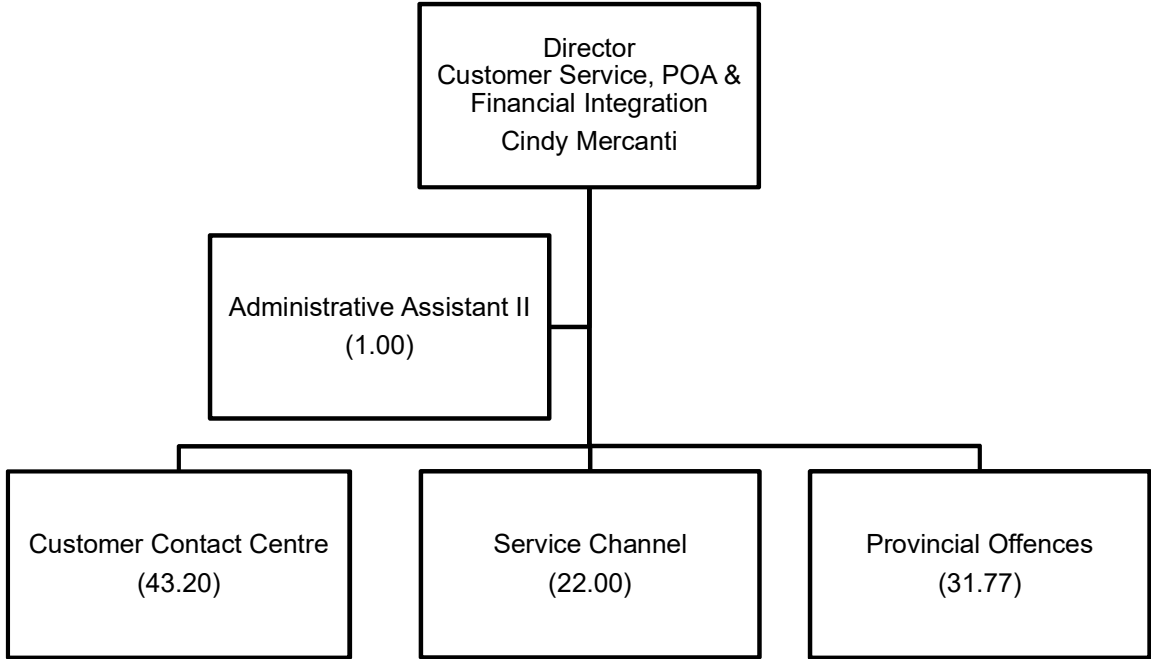 Director
Customer Service, POA &
Financial Integration
Cindy Mercanti
Administrative Assistant II
(1.00)
Customer Contact Centre
(43.20)
Service Channel
(22.00)
Provincial Offences
(31.77)